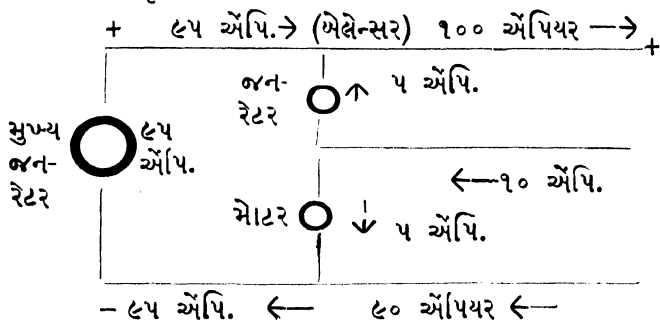 + ૯૫ ઍંપિ.→ (બેલેન્સર) ૧૦૦ ઍંપિયર →
+
જન-
રેટર
↑ ૫ ઍંપિ.
મુખ્ય
જન-
રેટર
૯૫
ઍંપિ.
←૧૦ ઍંપિ.
મોટર
↓ ૫ ઍંપિ.
- ૯૫ ઍંપિ. ← ૯૦ ઍંપિયર ←